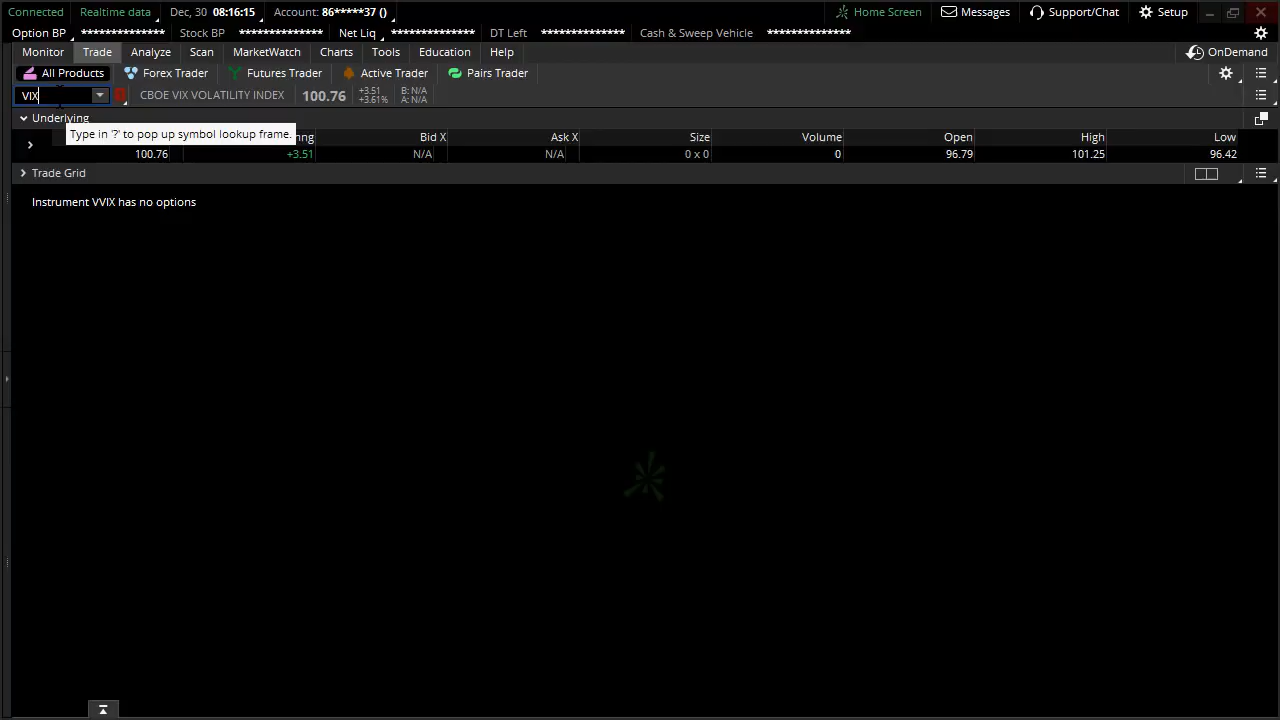 Connected Realtime data Dec, 30 08:16:15 Account: 86*****37 () Home Screen Messages Support/Chat Setup
Option BP ************** Stock BP ************** Net Liq ************** DT Left ************** Cash & Sweep Vehicle **************
Monitor Trade Analyze Scan MarketWatch Charts Tools Education Help OnDemand
All Products Forex Trader Futures Trader Active Trader Pairs Trader
VIX CBOE VIX VOLATILITY INDEX 100.76 +3.51 B: N/A
+3.61% A: N/A
Underlying
Type in '?' to pop up symbol lookup frame.
Bid X Ask X Size Volume Open High Low
100.76 +3.51 N/A N/A 0 x 0 0 96.79 101.25 96.42
Trade Grid
Instrument VVIX has no options